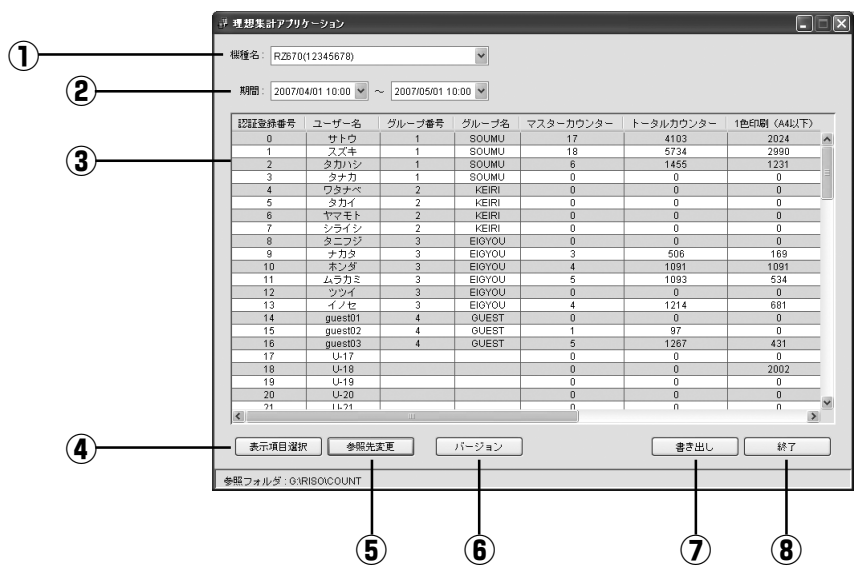 理想集計アプリケーション
① 機種名: RZ670(12345678)
② 期間: 2007/04/01 10:00 ～ 2007/05/01 10:00
認証登録番号 ユーザー名 グループ番号 グループ名 マスターカウンター トータルカウンター 1色印刷 (A4以下)
0 サトウ 1 SOUMU 17 4103 2024
③ 1 スズキ 1 SOUMU 18 5734 2990
2 タカハシ 1 SOUMU 6 1455 1231
3 タナカ 1 SOUMU 0 0 0
4 ワタナベ 2 KEIRI 0 0 0
5 タカイ 2 KEIRI 0 0 0
6 ヤマモト 2 KEIRI 0 0 0
7 シライシ 2 KEIRI 0 0 0
8 タニフジ 3 EIGYOU 0 0 0
9 ナカタ 3 EIGYOU 3 506 169
10 ホンダ 3 EIGYOU 4 1091 1091
11 ムラカミ 3 EIGYOU 5 1093 534
12 ツツイ 3 EIGYOU 0 0 0
13 イノセ 3 EIGYOU 4 1214 681
14 guest01 4 GUEST 0 0 0
15 guest02 4 GUEST 1 97 0
16 guest03 4 GUEST 5 1267 431
17 U-17 0 0 0
18 U-18 0 0 2002
19 U-19 0 0 0
20 U-20 0 0 0
21 U-21 0 0 0
④ 表示項目選択 参照先変更 バージョン 書き出し 終了
参照フォルダ : G:\RISO\COUNT
⑤ ⑥ ⑦ ⑧